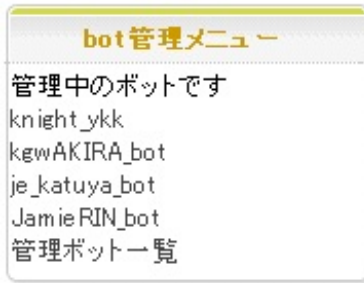 bot管理メニュー
管理中のボットです
knight_ykk
kgwAKIRA_bot
je_katuya_bot
JamieRIN_bot
管理ボット一覧